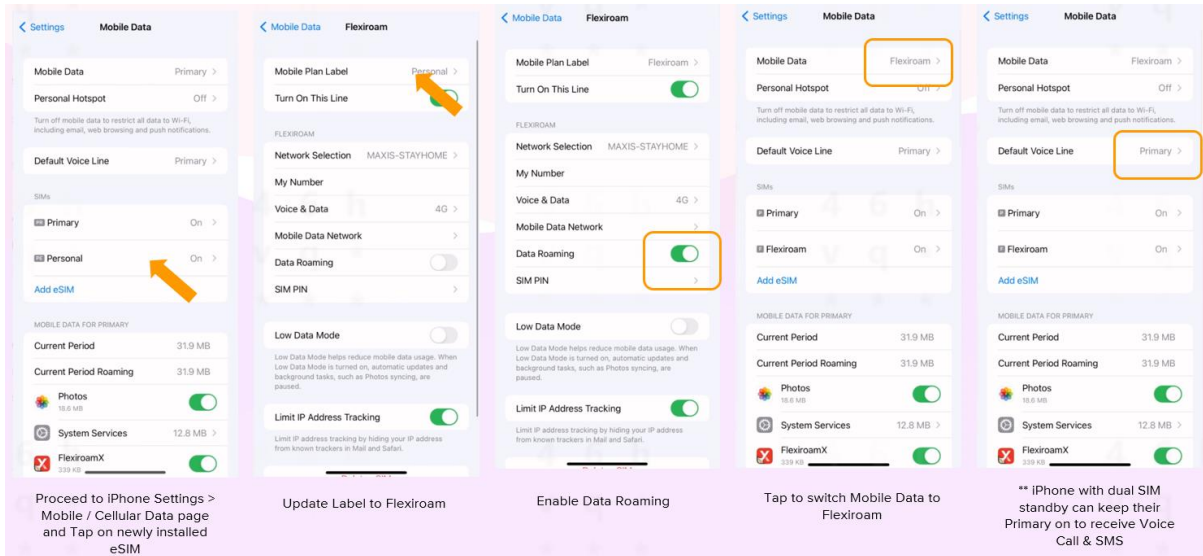 Settings Mobile Data
Mobile Data Primary
Personal Hotspot Off
Turn off mobile data to restrict all data to Wi-Fi,
including email, web browsing and push notifications.
Default Voice Line Primary
SIMs
Primary On
Personal On
Add eSIM
MOBILE DATA FOR PRIMARY
Current Period 31.9 MB
Current Period Roaming 31.9 MB
Photos
18.6 MB
System Services 12.8 MB
FlexiroamX
339 KB
Proceed to iPhone Settings >
Mobile / Cellular Data page
and Tap on newly installed
eSIM
Mobile Data Flexiroam
Mobile Plan Label Personal
Turn On This Line
FLEXIROAM
Network Selection MAXIS-STAYHOME
My Number
Voice & Data 4G
Mobile Data Network
Data Roaming
SIM PIN
Low Data Mode
Low Data Mode helps reduce mobile data usage. When
Low Data Mode is turned on, automatic updates and
background tasks, such as Photos syncing, are
paused.
Limit IP Address Tracking
Limit IP address tracking by hiding your IP address
from known trackers in Mail and Safari.
Update Label to Flexiroam
Mobile Data Flexiroam
Mobile Plan Label Flexiroam
Turn On This Line
FLEXIROAM
Network Selection MAXIS-STAYHOME
My Number
Voice & Data 4G
Mobile Data Network
Data Roaming
SIM PIN
Low Data Mode
Low Data Mode helps reduce mobile data usage. When
Low Data Mode is turned on, automatic updates and
background tasks, such as Photos syncing, are
paused.
Limit IP Address Tracking
Limit IP address tracking by hiding your IP address
from known trackers in Mail and Safari.
Enable Data Roaming
Settings Mobile Data
Mobile Data Flexiroam
Personal Hotspot Off
Turn off mobile data to restrict all data to Wi-Fi,
including email, web browsing and push notifications.
Default Voice Line Primary
SIMs
Primary On
Flexiroam On
Add eSIM
MOBILE DATA FOR PRIMARY
Current Period 31.9 MB
Current Period Roaming 31.9 MB
Photos
18.6 MB
System Services 12.8 MB
FlexiroamX
339 KB
Tap to switch Mobile Data to
Flexiroam
Settings Mobile Data
Mobile Data Flexiroam
Personal Hotspot Off
Turn off mobile data to restrict all data to Wi-Fi,
including email, web browsing and push notifications.
Default Voice Line Primary
SIMs
Primary On
Flexiroam On
Add eSIM
MOBILE DATA FOR PRIMARY
Current Period 31.9 MB
Current Period Roaming 31.9 MB
Photos
18.6 MB
System Services 12.8 MB
FlexiroamX
339 KB
** iPhone with dual SIM
standby can keep their
Primary on to receive Voice
Call & SMS